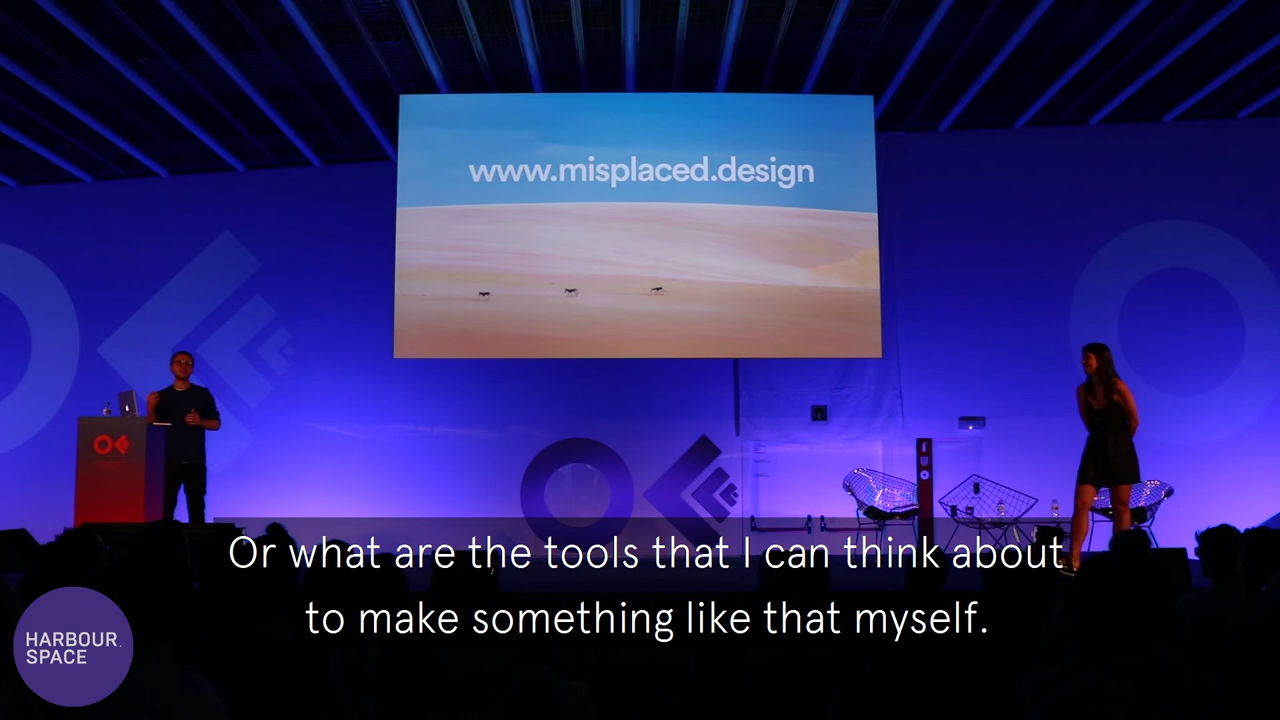 www.misplaced.design
Or what are the tools that I can think about
to make something like that myself.
HARBOUR.
SPACE